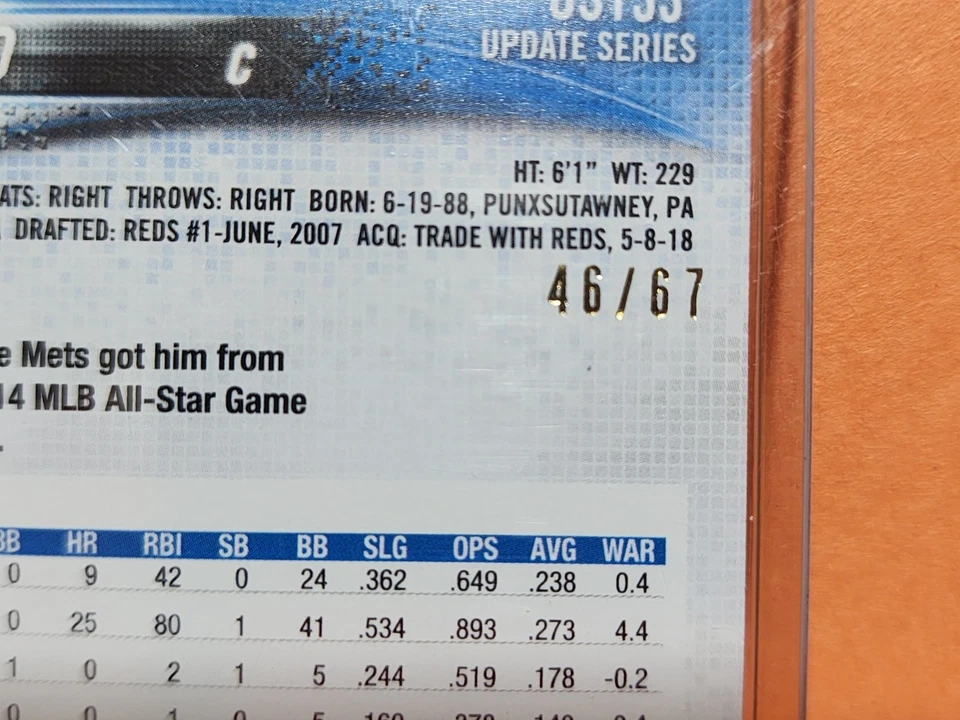 C
UPDATE SERIES
HT: 6'1" WT: 229
ATS: RIGHT THROWS: RIGHT BORN: 6-19-88, PUNXSUTAWNEY, PA
DRAFTED: REDS #1-JUNE, 2007 ACQ: TRADE WITH REDS, 5-8-18
46/67
e Mets got him from
14 MLB All-Star Game
BB HR RBI SB BB SLG OPS AVG WAR
0 9 42 0 24 .362 .649 .238 0.4
0 25 80 1 41 .534 .893 .273 4.4
1 0 2 1 5 .244 .519 .178 -0.2